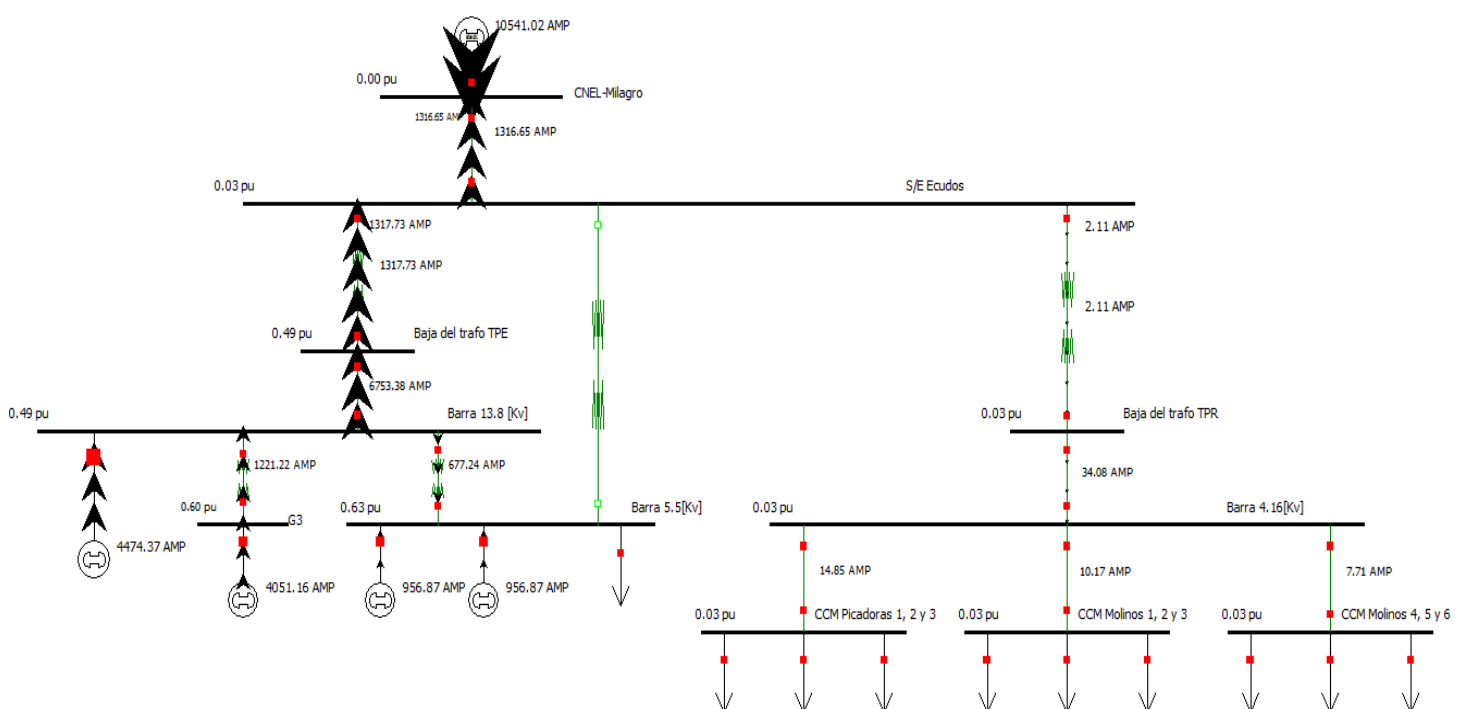 10541.02 AMP
0.00 pu
CNEL-Milagro
1316.65 AMP
1316.65 AMP
0.03 pu
S/E Ecudos
1317.73 AMP
2.11 AMP
1317.73 AMP
2.11 AMP
0.49 pu
Baja del trafo TPE
6753.38 AMP
0.49 pu
Barra 13.8 [Kv]
0.03 pu
Baja del trafo TPR
1221.22 AMP
677.24 AMP
34.08 AMP
0.60 pu
G3
0.63 pu
Barra 5.5[Kv]
0.03 pu
Barra 4.16[Kv]
4474.37 AMP
4051.16 AMP
956.87 AMP
956.87 AMP
14.85 AMP
10.17 AMP
7.71 AMP
0.03 pu
CCM Picadoras 1, 2 y 3
0.03 pu
CCM Molinos 1, 2 y 3
0.03 pu
CCM Molinos 4, 5 y 6